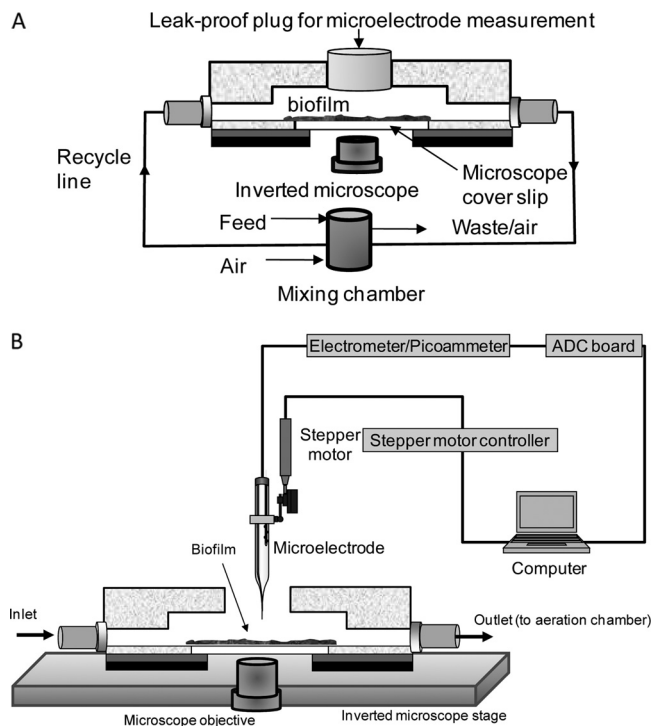 A
Leak-proof plug for microelectrode measurement
biofilm
Recycle
line
Microscope
cover slip
Inverted microscope
Feed
Waste/air
Air
Mixing chamber
B
Electrometer/Picoammeter
ADC board
Stepper
motor
Stepper motor controller
Microelectrode
Biofilm
Computer
Inlet
Outlet (to aeration chamber)
Microscope objective
Inverted microscope stage